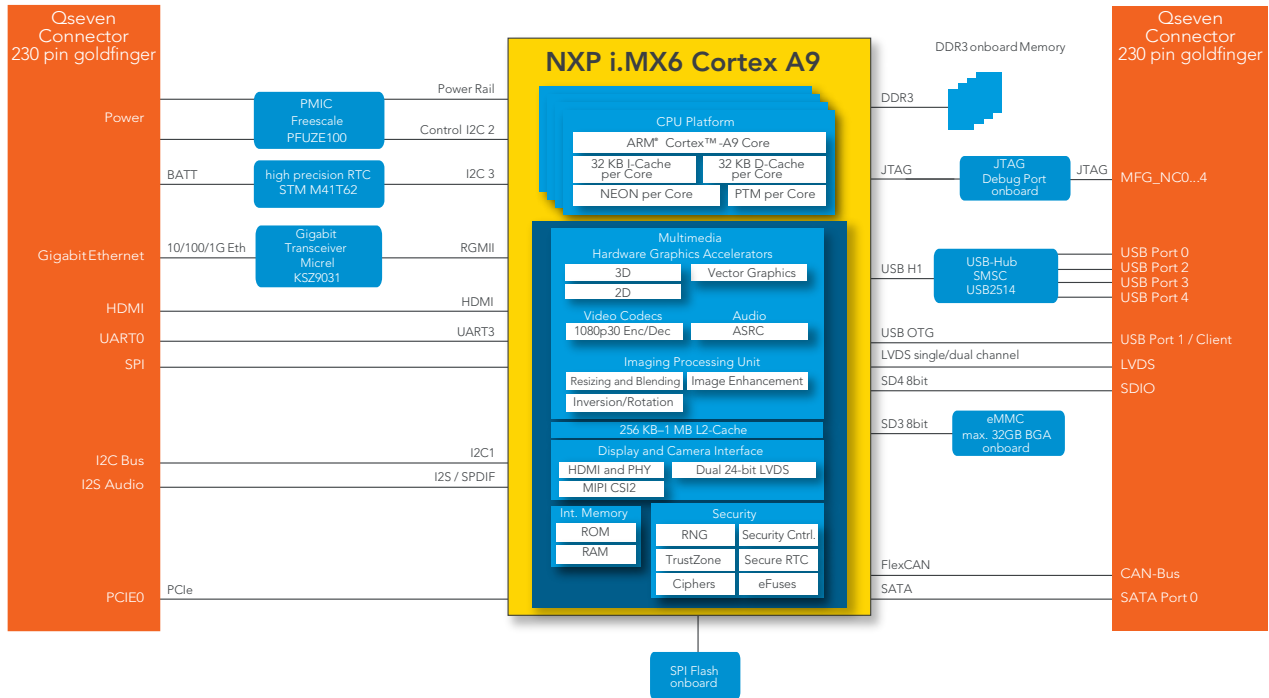 Qseven
Connector
230 pin goldfinger
Power
BATT
Gigabit Ethernet
10/100/1G Eth
HDMI
UART0
SPI
I2C Bus
I2S Audio
PCIE0
PCIe
PMIC
Freescale
PFUZE100
Power Rail
Control I2C 2
high precision RTC
STM M41T62
I2C 3
Gigabit
Transceiver
Micrel
KSZ9031
RGMII
HDMI
UART3
I2C1
I2S / SPDIF
NXP i.MX6 Cortex A9
CPU Platform
ARM® Cortex™-A9 Core
32 KB I-Cache
per Core
32 KB D-Cache
per Core
NEON per Core
PTM per Core
Multimedia
Hardware Graphics Accelerators
3D
Vector Graphics
2D
Video Codecs
Audio
1080p30 Enc/Dec
ASRC
Imaging Processing Unit
Resizing and Blending
Image Enhancement
Inversion/Rotation
256 KB–1 MB L2-Cache
Display and Camera Interface
HDMI and PHY
Dual 24-bit LVDS
MIPI CSI2
Int. Memory
ROM
RAM
Security
RNG
Security Cntrl.
TrustZone
Secure RTC
Ciphers
eFuses
SPI Flash
onboard
DDR3 onboard Memory
DDR3
JTAG
JTAG
Debug Port
onboard
JTAG
USB H1
USB-Hub
SMSC
USB2514
USB OTG
LVDS single/dual channel
SD4 8bit
SD3 8bit
eMMC
max. 32GB BGA
onboard
FlexCAN
SATA
Qseven
Connector
230 pin goldfinger
MFG_NC0...4
USB Port 0
USB Port 2
USB Port 3
USB Port 4
USB Port 1 / Client
LVDS
SDIO
CAN-Bus
SATA Port 0